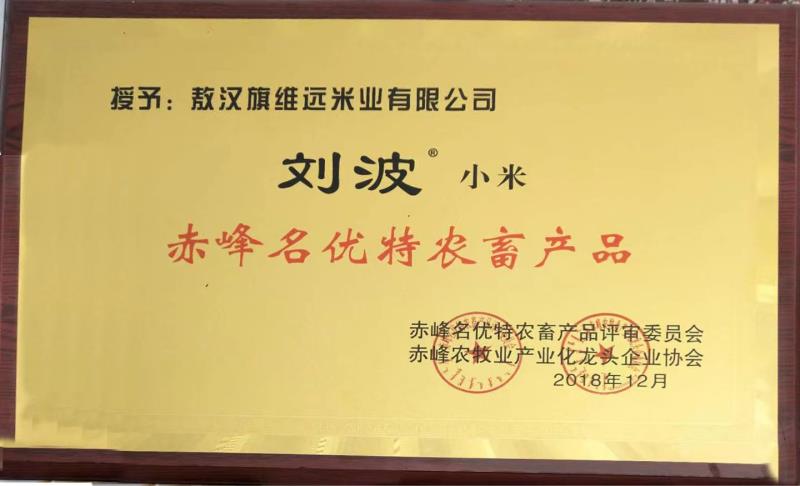 授予：敖汉旗维远米业有限公司
刘波® 小米
赤峰名优特农畜产品
赤峰名优特农畜产品评审委员会
赤峰农牧业产业化龙头企业协会
2018年12月